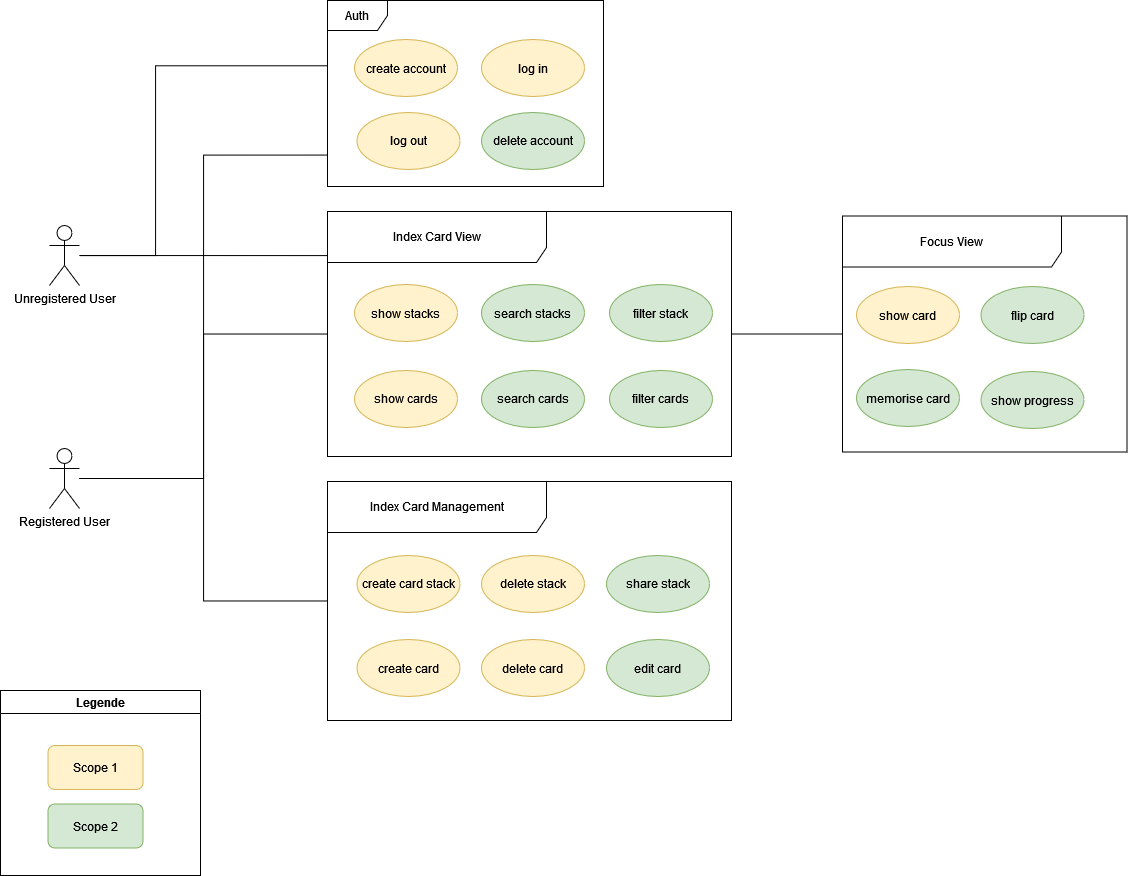 Auth
create account
log in
log out
delete account
Unregistered User
Index Card View
show stacks
search stacks
filter stack
show cards
search cards
filter cards
Focus View
show card
flip card
memorise card
show progress
Registered User
Index Card Management
create card stack
delete stack
share stack
create card
delete card
edit card
Legende
Scope 1
Scope 2